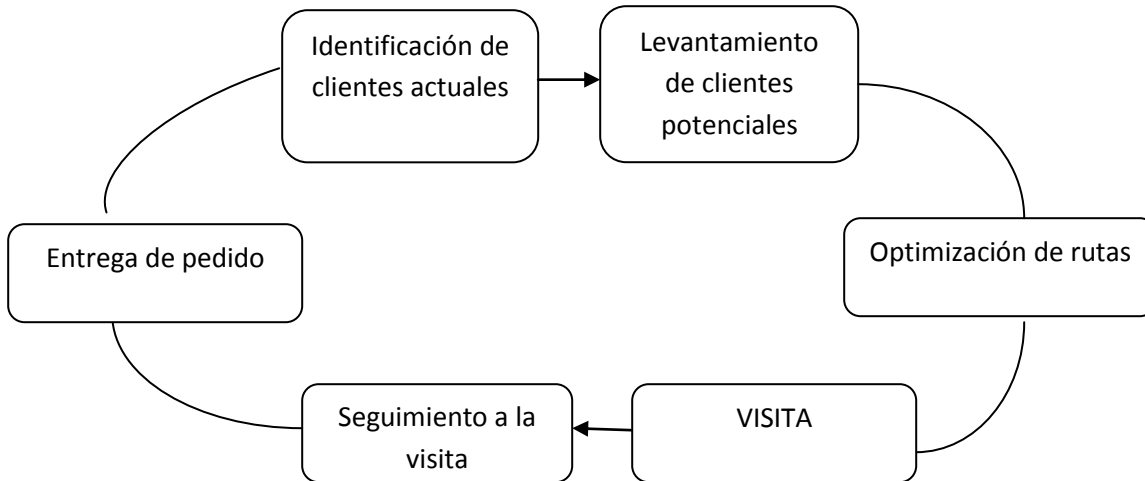 Identificación de
clientes actuales
Levantamiento
de clientes
potenciales
Entrega de pedido
Optimización de rutas
Seguimiento a la
visita
VISITA